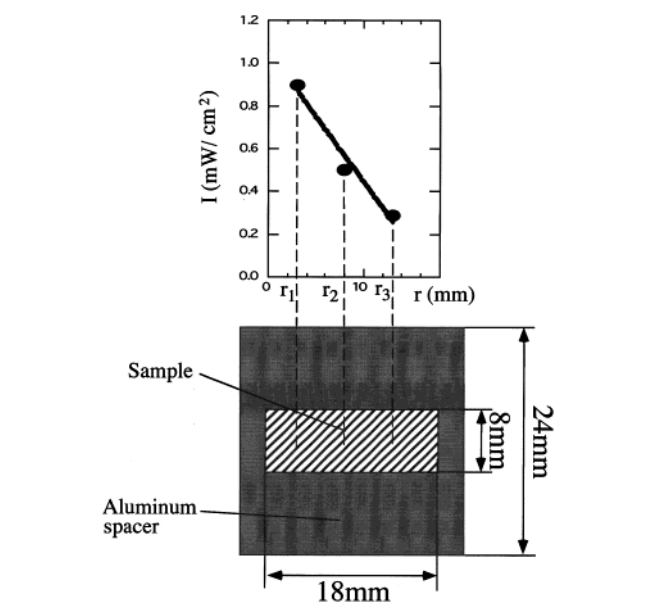 1.2
1.0
0.8
0.6
0.4
0.2
0.0
I (mW/ cm²)
0 r₁ r₂ 10 r₃ r (mm)
Sample
8mm
24mm
Aluminum
spacer
18mm